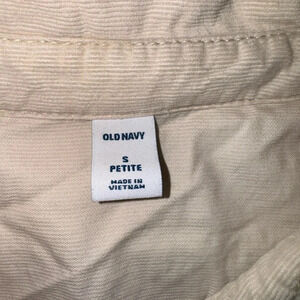 OLD NAVY
S
PETITE
MADE IN
VIETNAM